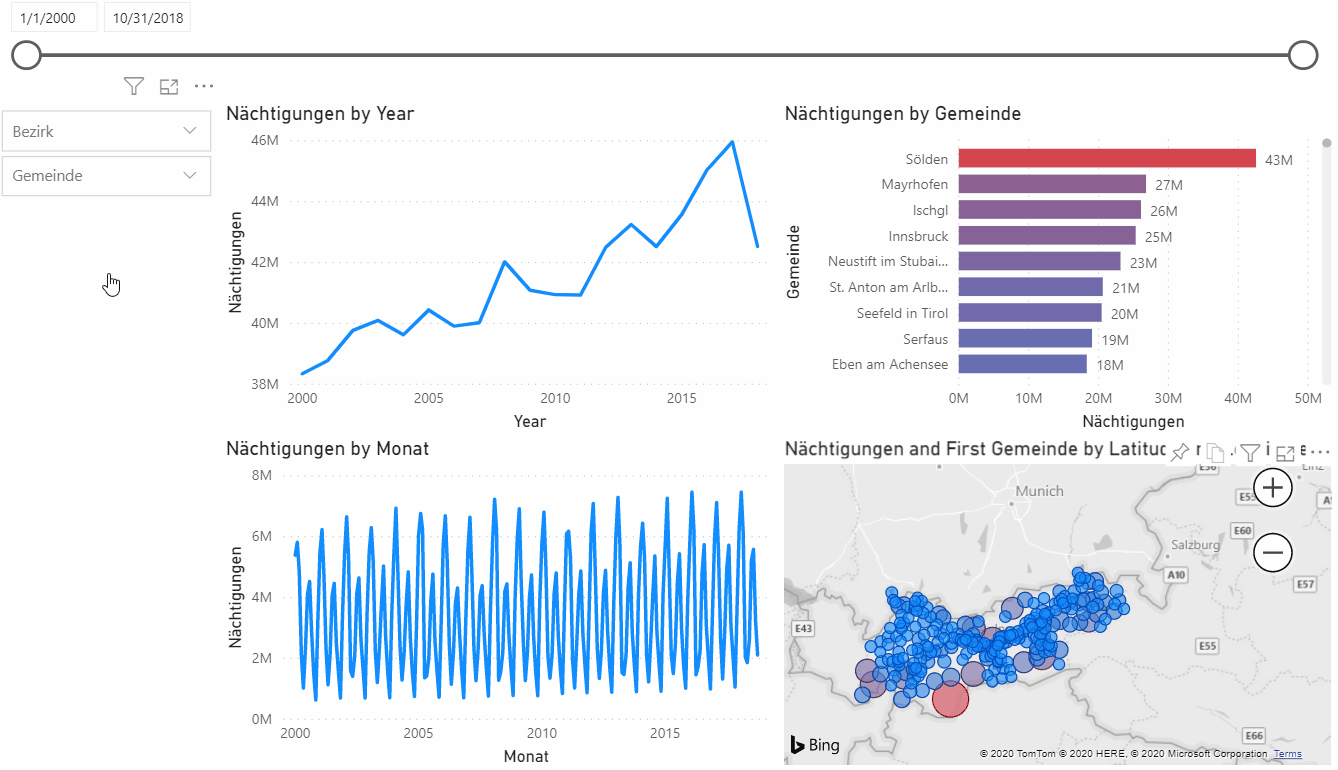 1/1/2000
10/31/2018
Bezirk
Gemeinde
Nächtigungen by Year
Nächtigungen
46M
44M
42M
40M
38M
2000
2005
2010
2015
Year
Nächtigungen by Gemeinde
Gemeinde
Sölden
43M
Mayrhofen
27M
Ischgl
26M
Innsbruck
25M
Neustift im Stubai...
23M
St. Anton am Arlb...
21M
Seefeld in Tirol
20M
Serfaus
19M
Eben am Achensee
18M
0M
10M
20M
30M
40M
50M
Nächtigungen
Nächtigungen by Monat
Nächtigungen
8M
6M
4M
2M
0M
2000
2005
2010
2015
Monat
Nächtigungen and First Gemeinde by Latitud
E56
Linz
Munich
E60
Salzburg
A10
E57
E43
E55
E66
Bing
© 2020 TomTom © 2020 HERE, © 2020 Microsoft Corporation Terms